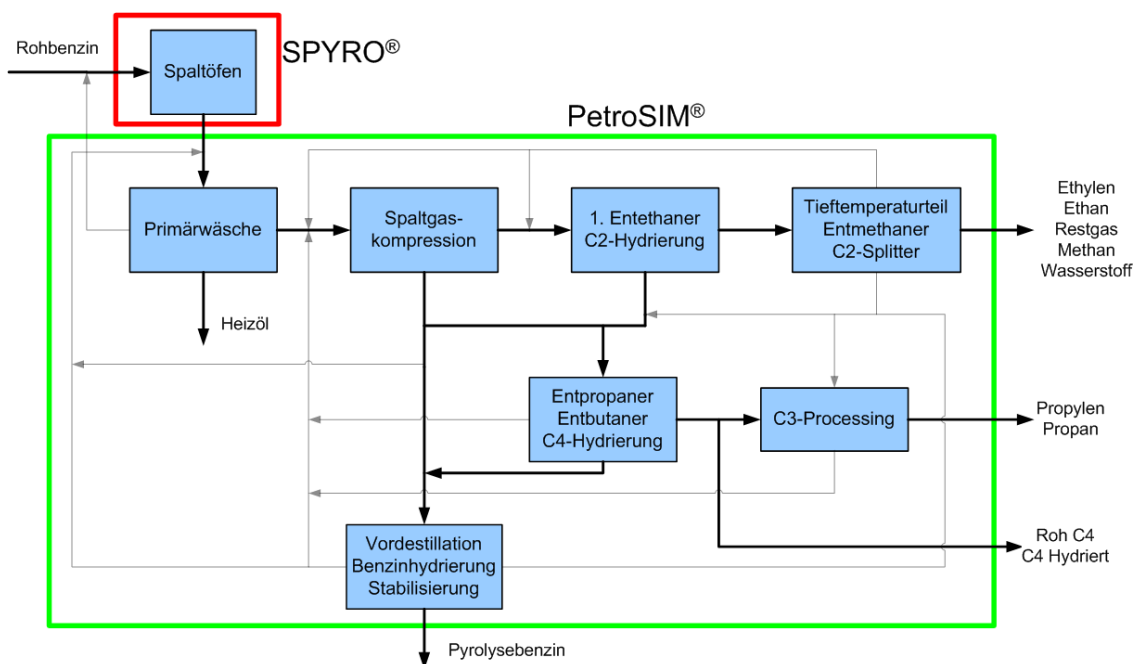 Rohbenzin
Spaltöfen
SPYRO®
PetroSIM®
Primärwäsche
Spaltgas-
kompression
1. Entethaner
C2-Hydrierung
Tieftemperaturteil
Entmethaner
C2-Splitter
Ethylen
Ethan
Restgas
Methan
Wasserstoff
Heizöl
Entpropaner
Entbutaner
C4-Hydrierung
C3-Processing
Propylen
Propan
Vordestillation
Benzinhydrierung
Stabilisierung
Roh C4
C4 Hydriert
Pyrolysebenzin